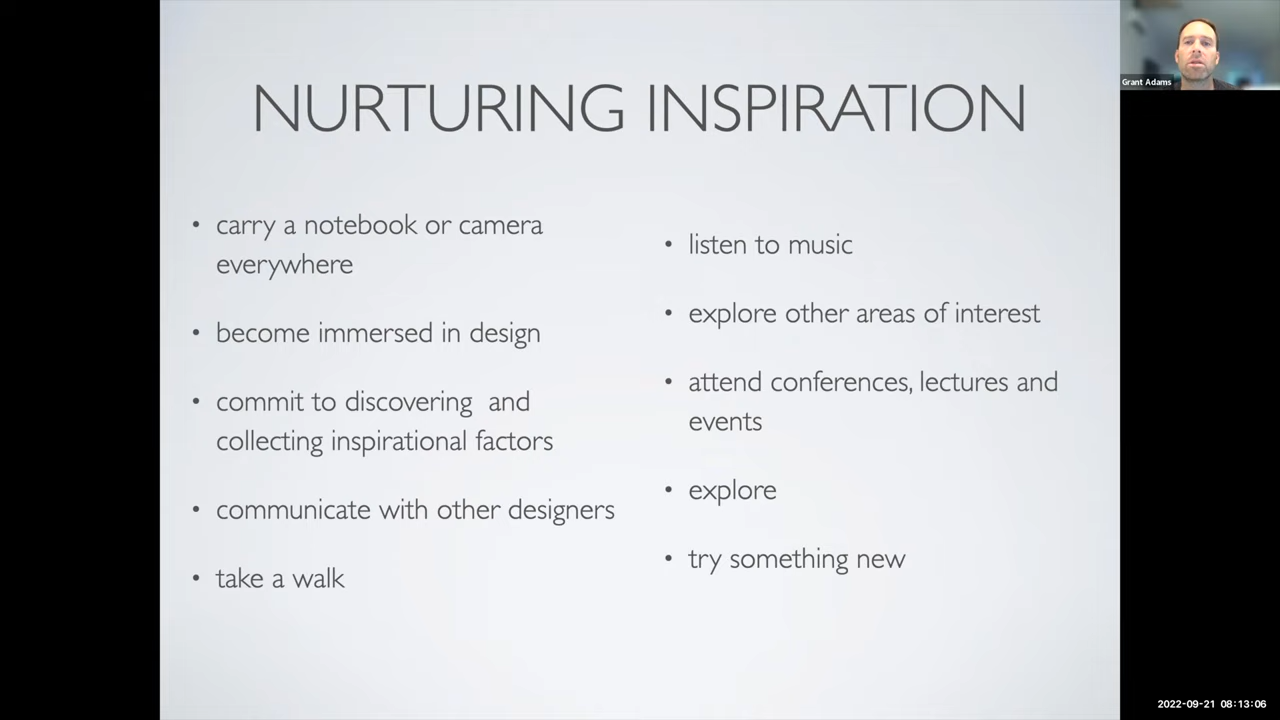 NURTURING INSPIRATION
• carry a notebook or camera
everywhere
• become immersed in design
• commit to discovering  and
collecting inspirational factors
• communicate with other designers
• take a walk
• listen to music
• explore other areas of interest
• attend conferences, lectures and
events
• explore
• try something new
Grant Adams
2022-09-21 08:13:06